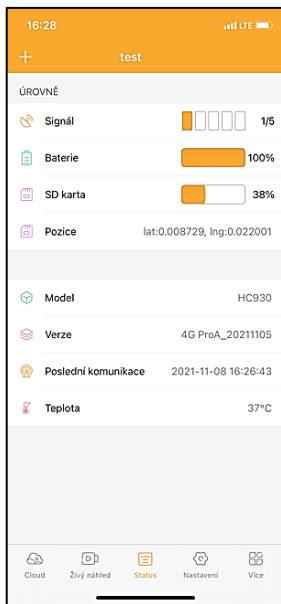 16:28 LTE
+ test
ÚROVNĚ
Signál 1/5
Baterie 100%
SD karta 38%
Pozice lat:0.008729, lng:0.022001
Model HC930
Verze 4G ProA_20211105
Poslední komunikace 2021-11-08 16:26:43
Teplota 37°C
Cloud Živý náhled Status Nastavení Více